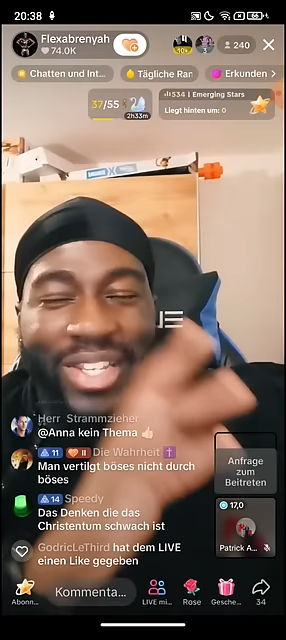 20:38
66
Flexabrenyah
74.0K
240
Chatten und Int...
Tägliche Ran
Erkunden >
37/55
2h33m
534 | Emerging Stars
Liegt hinten um: 0
Herr Strammzieher
@Anna kein Thema 👍🏻
11 II Die Wahrheit ✝️
Man vertilgt böses nicht durch
böses
14 Speedy
Das Denken die das
Christentum schwach ist
GodricLeThird hat dem LIVE
einen Like gegeben
Anfrage
zum
Beitreten
17,0
Patrick A...
Abonn...
Kommenta...
LIVE mi...
Rose
Gesche...
34